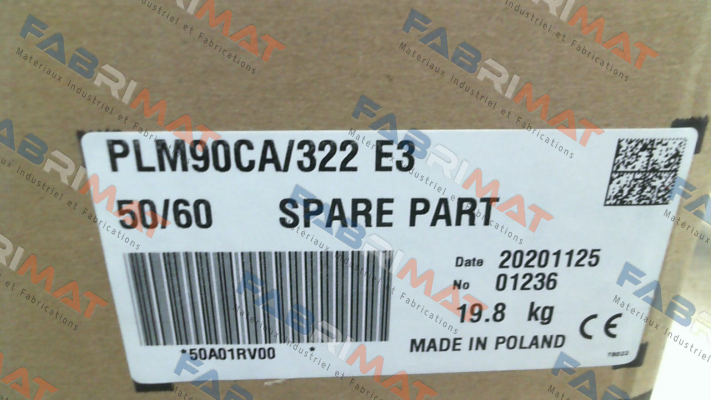 PLM90CA/322 E3
50/60 SPARE PART
Date 20201125
No 01236
19.8 kg
*50A01RV00 *
MADE IN POLAND
CE
FABRIMAT
Materiaux Industriel et Fabrications